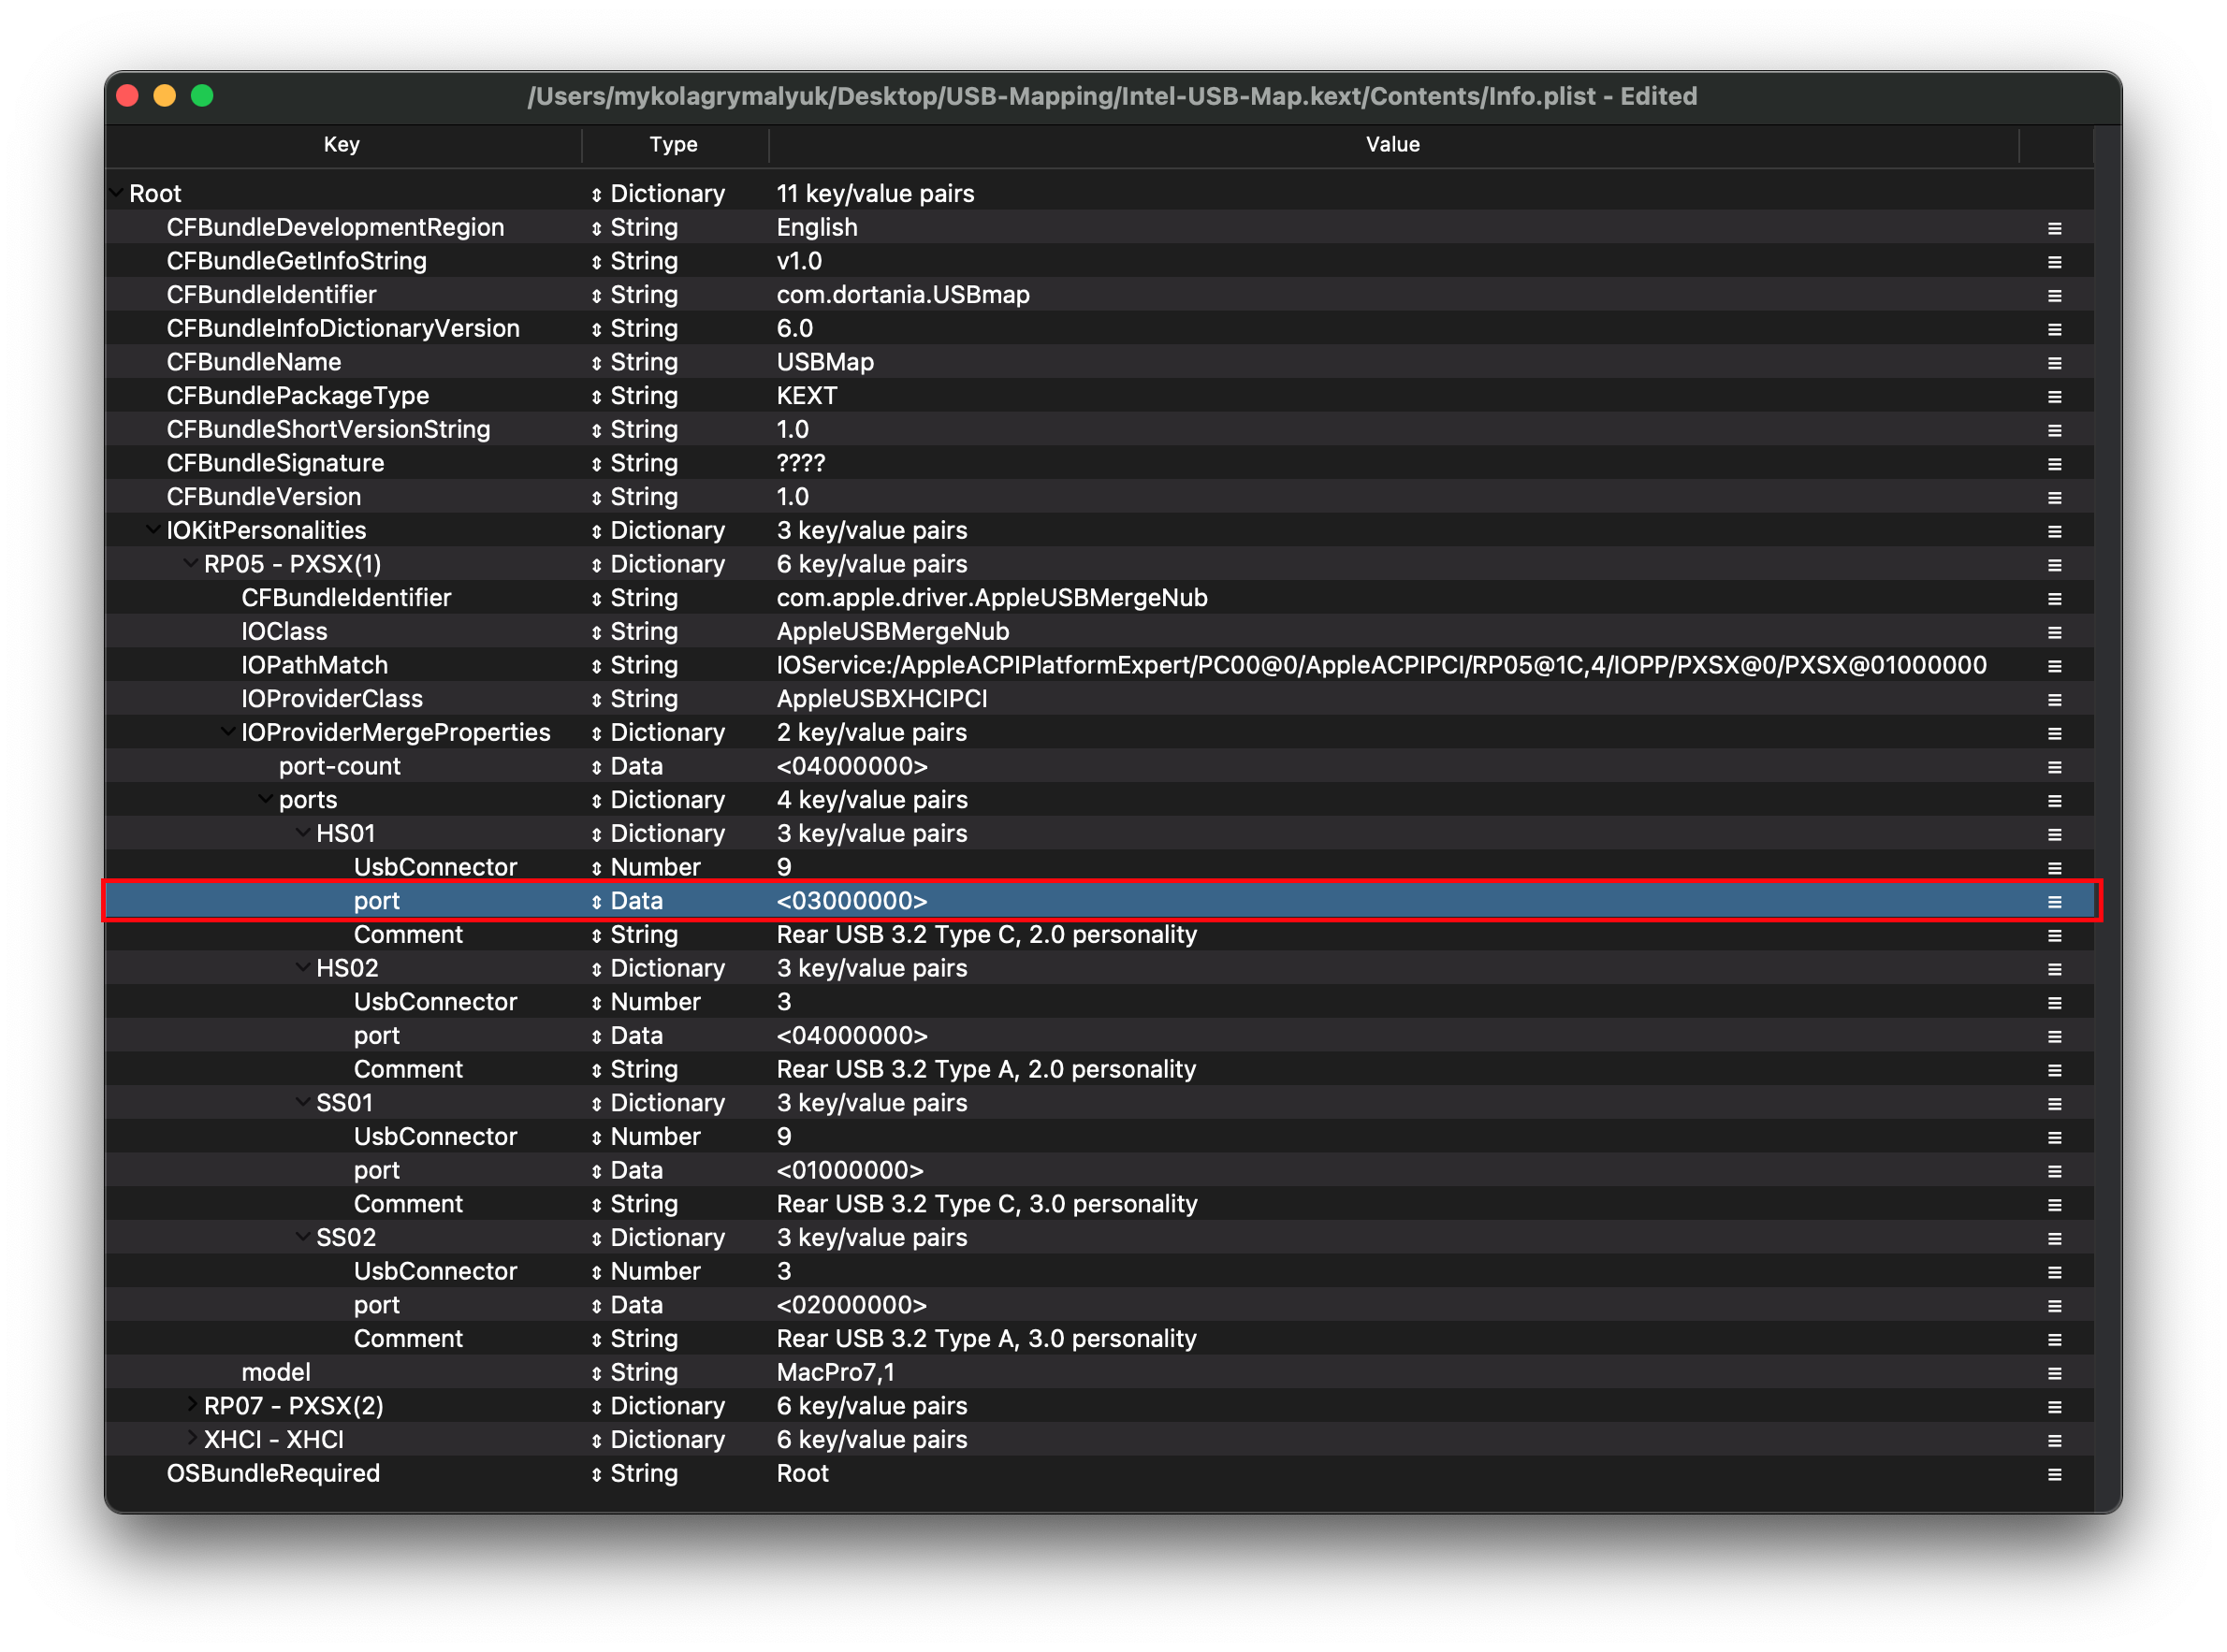 /Users/mykolagrymalyuk/Desktop/USB-Mapping/Intel-USB-Map.kext/Contents/Info.plist - Edited
Key Type Value
Root Dictionary 11 key/value pairs
CFBundleDevelopmentRegion String English
CFBundleGetInfoString String v1.0
CFBundleIdentifier String com.dortania.USBmap
CFBundleInfoDictionaryVersion String 6.0
CFBundleName String USBMap
CFBundlePackageType String KEXT
CFBundleShortVersionString String 1.0
CFBundleSignature String ????
CFBundleVersion String 1.0
IOKitPersonalities Dictionary 3 key/value pairs
RP05 - PXSX(1) Dictionary 6 key/value pairs
CFBundleIdentifier String com.apple.driver.AppleUSBMergeNub
IOClass String AppleUSBMergeNub
IOPathMatch String IOService:/AppleACPIPlatformExpert/PC00@0/AppleACPIPCI/RP05@1C,4/IOPP/PXSX@0/PXSX@01000000
IOProviderClass String AppleUSBXHCIPCI
IOProviderMergeProperties Dictionary 2 key/value pairs
port-count Data <04000000>
ports Dictionary 4 key/value pairs
HS01 Dictionary 3 key/value pairs
UsbConnector Number 9
port Data <03000000>
Comment String Rear USB 3.2 Type C, 2.0 personality
HS02 Dictionary 3 key/value pairs
UsbConnector Number 3
port Data <04000000>
Comment String Rear USB 3.2 Type A, 2.0 personality
SS01 Dictionary 3 key/value pairs
UsbConnector Number 9
port Data <01000000>
Comment String Rear USB 3.2 Type C, 3.0 personality
SS02 Dictionary 3 key/value pairs
UsbConnector Number 3
port Data <02000000>
Comment String Rear USB 3.2 Type A, 3.0 personality
model String MacPro7,1
RP07 - PXSX(2) Dictionary 6 key/value pairs
XHCI - XHCI Dictionary 6 key/value pairs
OSBundleRequired String Root